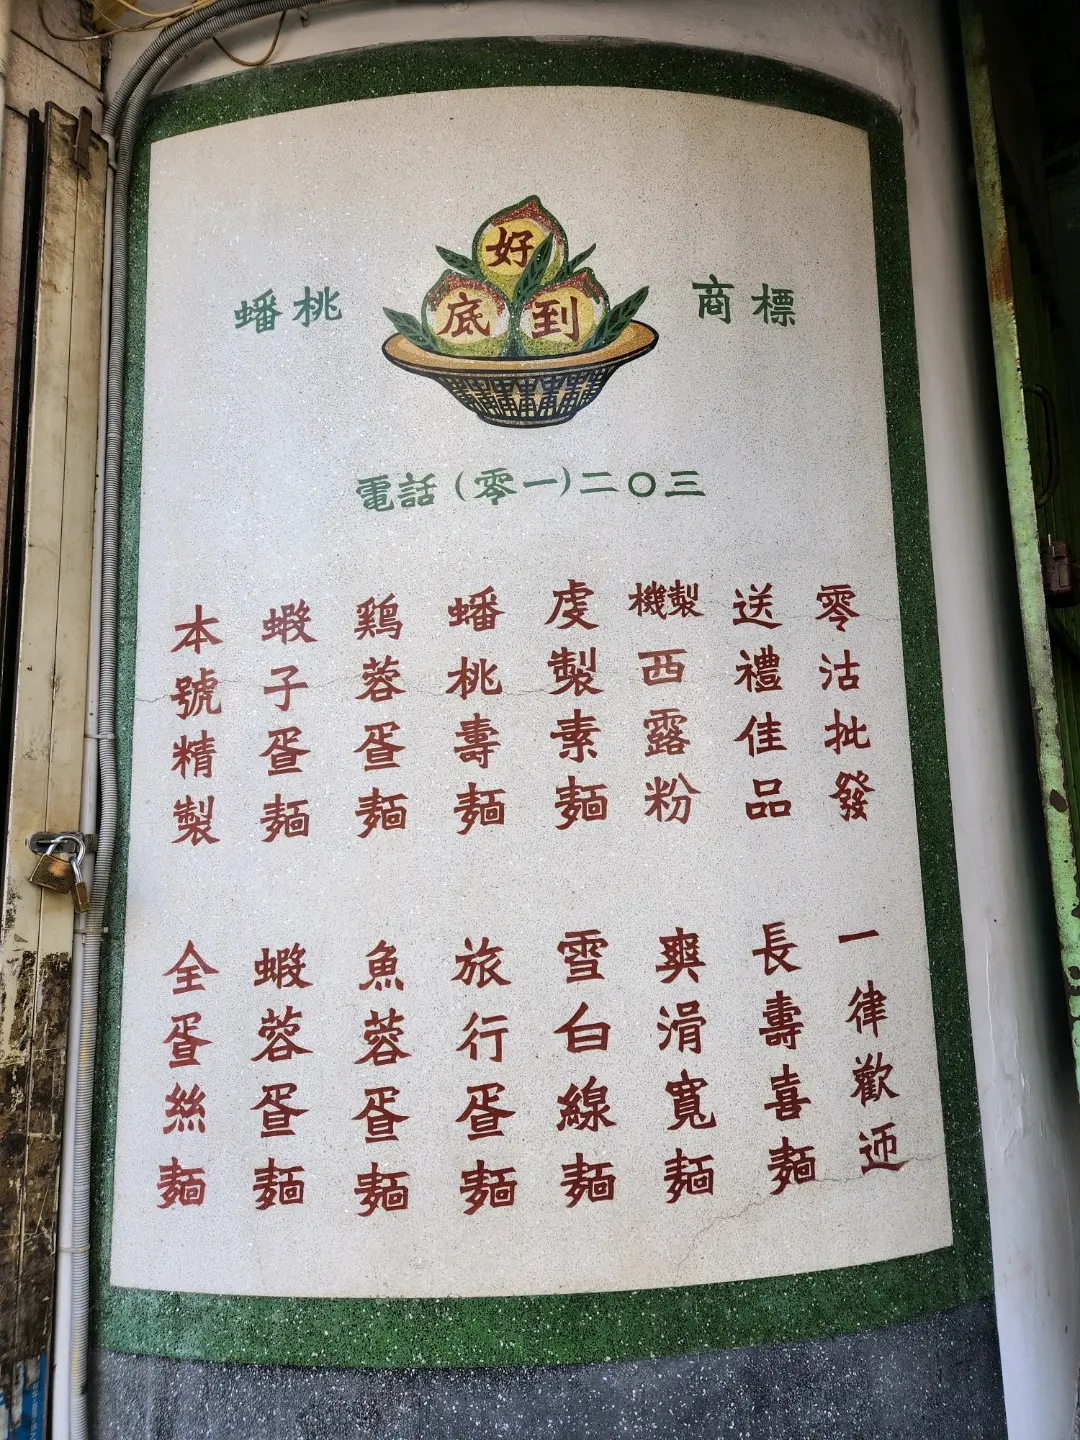 好
底到
蟠桃 商標
電話(零一)二〇三
本號精製
全疍絲麵
蝦子疍麵
蝦蓉疍麵
鶏蓉疍麵
魚蓉疍麵
蟠桃壽麵
旅行疍麵
虔製素麵
雪白線麵
機製西露粉
爽滑寬麵
送禮佳品
長壽喜麵
零沽批發
一律歡迎